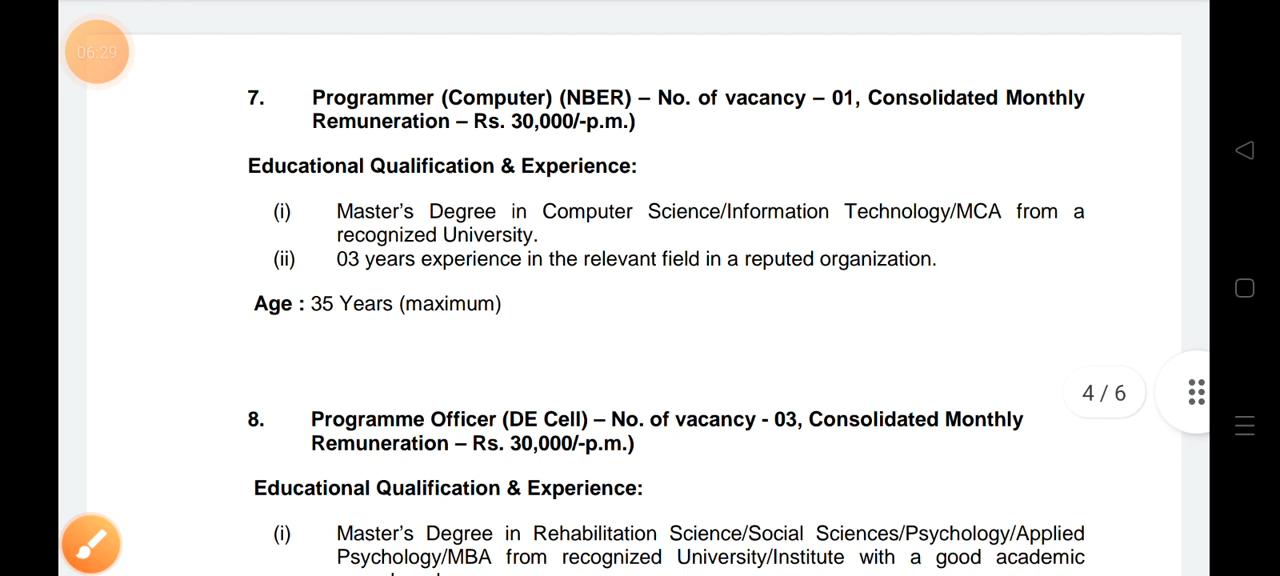 06:29
7. Programmer (Computer) (NBER) – No. of vacancy – 01, Consolidated Monthly
Remuneration – Rs. 30,000/-p.m.)
Educational Qualification & Experience:
(i) Master's Degree in Computer Science/Information Technology/MCA from a
recognized University.
(ii) 03 years experience in the relevant field in a reputed organization.
Age : 35 Years (maximum)
4 / 6
8. Programme Officer (DE Cell) – No. of vacancy - 03, Consolidated Monthly
Remuneration – Rs. 30,000/-p.m.)
Educational Qualification & Experience:
(i) Master's Degree in Rehabilitation Science/Social Sciences/Psychology/Applied
Psychology/MBA from recognized University/Institute with a good academic